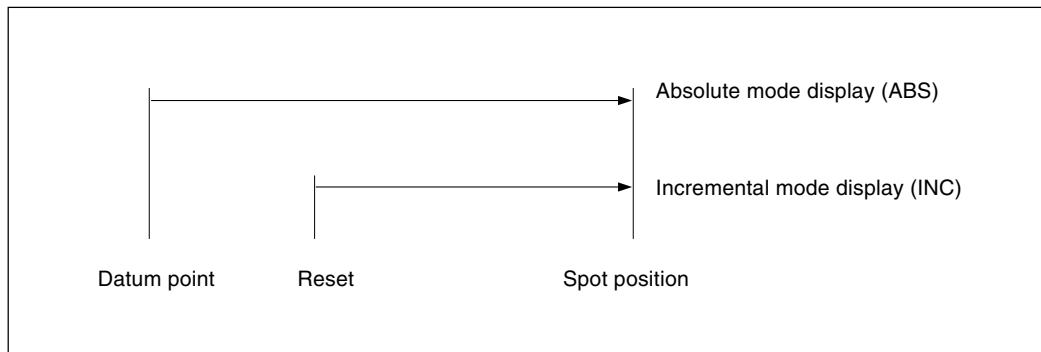 Absolute mode display (ABS)
Incremental mode display (INC)
Datum point
Reset
Spot position